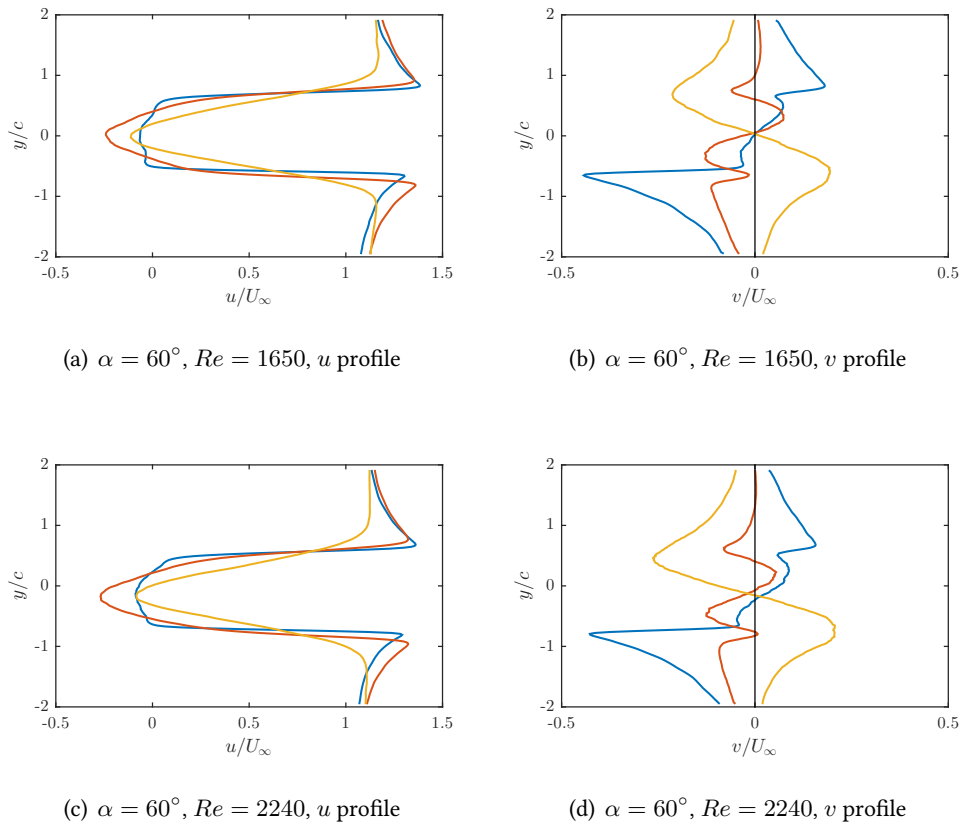 2
1
0
-1
-2
y/c
-0.5 0 0.5 1 1.5
u/U∞
(a) α = 60°, Re = 1650, u profile
2
1
0
-1
-2
y/c
-0.5 0 0.5
v/U∞
(b) α = 60°, Re = 1650, v profile
2
1
0
-1
-2
y/c
-0.5 0 0.5 1 1.5
u/U∞
(c) α = 60°, Re = 2240, u profile
2
1
0
-1
-2
y/c
-0.5 0 0.5
v/U∞
(d) α = 60°, Re = 2240, v profile